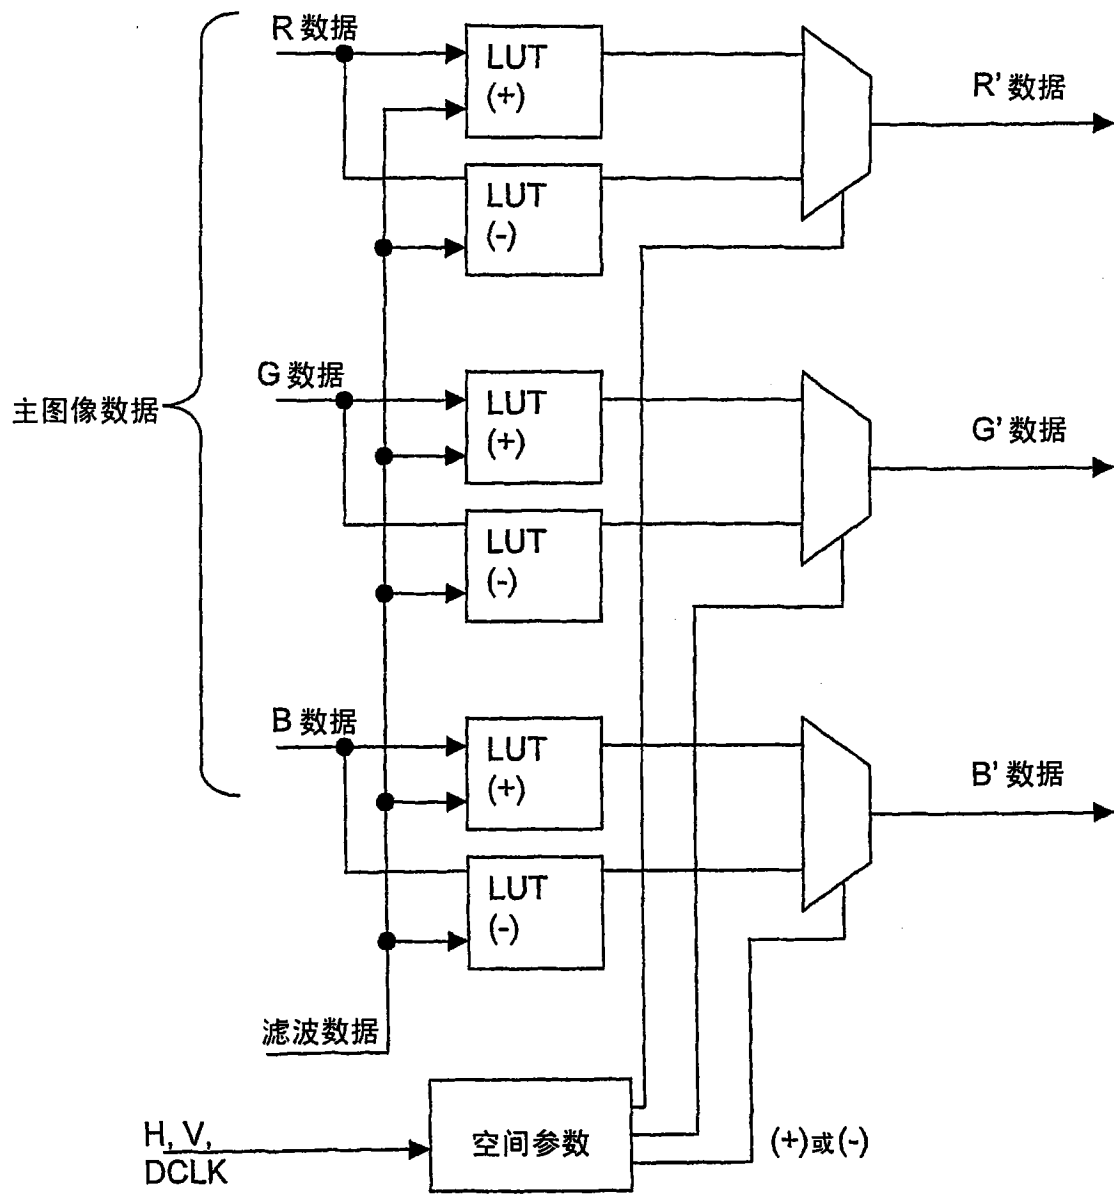 R 数据
LUT
(+)
R' 数据
LUT
(-)
G 数据
LUT
(+)
G' 数据
主图像数据
LUT
(-)
B 数据
LUT
(+)
B' 数据
LUT
(-)
滤波数据
H, V,
DCLK
空间参数
(+)或(-)